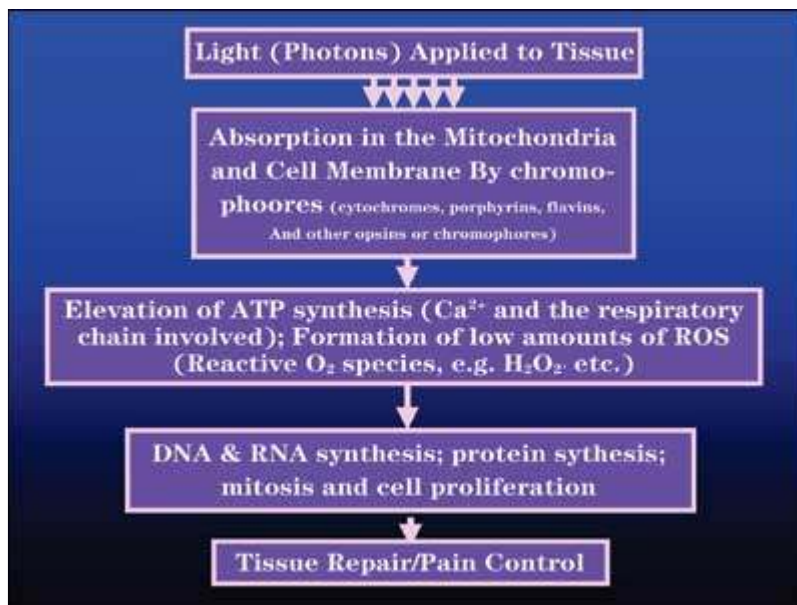 Light (Photons) Applied to Tissue
Absorption in the Mitochondria
and Cell Membrane By chromo-
phoores (cytochromes, porphyrins, flavins,
And other opsins or chromophores)
Elevation of ATP synthesis (Ca²⁺ and the respiratory
chain involved); Formation of low amounts of ROS
(Reactive O₂ species, e.g. H₂O₂, etc.)
DNA & RNA synthesis; protein sythesis;
mitosis and cell proliferation
Tissue Repair/Pain Control